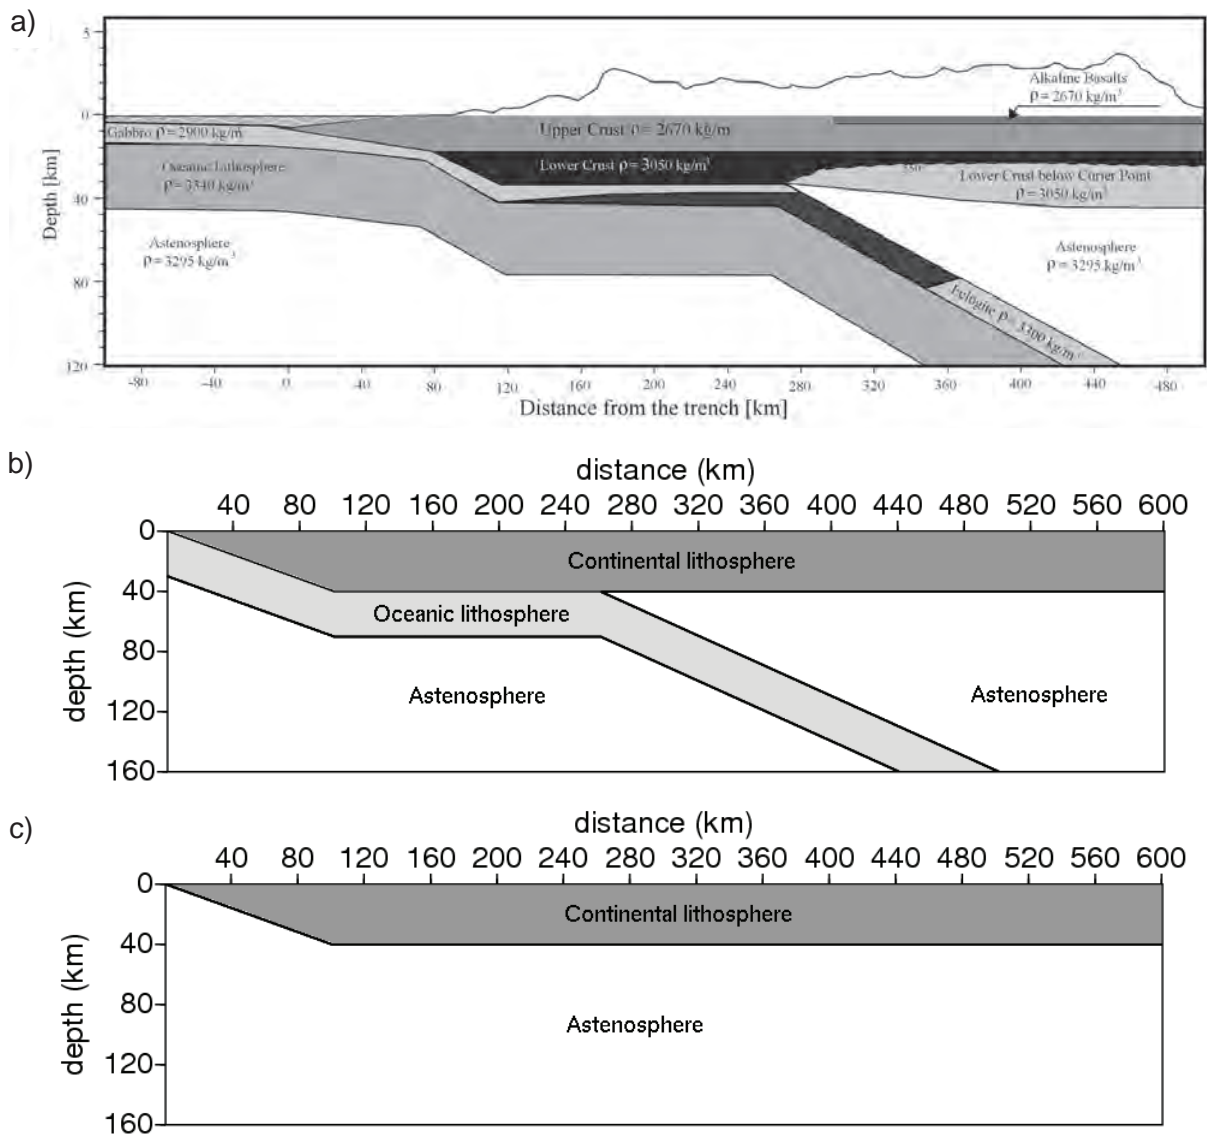 a)
5
0
40
80
120
Depth [km]
Alkaline Basalts
ρ = 2670 kg/m³
Gabbro ρ = 2900 kg/m
Upper Crust ρ = 2670 kg/m
Oceanic Lithosphere
ρ = 3340 kg/m³
Lower Crust ρ = 3050 kg/m³
Lower Crust below Curier Point
ρ = 3050 kg/m³
Astenosphere
ρ = 3295 kg/m³
Astenosphere
ρ = 3295 kg/m³
Eclogite ρ = 3300 kg/m³
-80 -40 0 40 80 120 160 200 240 280 320 360 400 440 480
Distance from the trench [km]
b)
distance (km)
40 80 120 160 200 240 280 320 360 400 440 480 520 560 600
0
40
80
120
160
depth (km)
Continental lithosphere
Oceanic lithosphere
Astenosphere
Astenosphere
c)
distance (km)
40 80 120 160 200 240 280 320 360 400 440 480 520 560 600
0
40
80
120
160
depth (km)
Continental lithosphere
Astenosphere